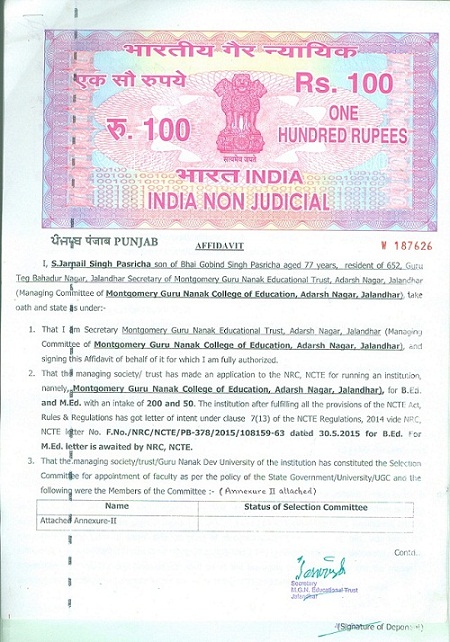 भारतीय गैर न्यायिक
एक सौ रुपये
Rs. 100
रु. 100
ONE
HUNDRED RUPEES
सत्यमेव जयते
भारत INDIA
INDIA NON JUDICIAL
ਪੰਜਾਬ पंजाब PUNJAB
AFFIDAVIT
W 187626
I, S.Jarnail Singh Pasricha son of Bhai Gobind Singh Pasricha aged 77 years, resident of 652, Guru
Teg Bahadur Nagar, Jalandhar Secretary of Montgomery Guru Nanak Educational Trust, Adarsh Nagar, Jalandhar
(Managing Committee of Montgomery Guru Nanak College of Education, Adarsh Nagar, Jalandhar), take
oath and state as under:-
1. That I am Secretary Montgomery Guru Nanak Educational Trust, Adarsh Nagar, Jalandhar (Managing
Committee of Montgomery Guru Nanak College of Education, Adarsh Nagar, Jalandhar), and
signing this Affidavit of behalf of it for which I am fully authorized.
2. That the managing society/ trust has made an application to the NRC, NCTE for running an institution,
namely, Montgomery Guru Nanak College of Education, Adarsh Nagar, Jalandhar), for B.Ed.
and M.Ed. with an intake of 200 and 50. The institution after fulfilling all the provisions of the NCTE Act,
Rules & Regulations has got letter of intent under clause 7(13) of the NCTE Regulations, 2014 vide NRC,
NCTE letter No. F.No./NRC/NCTE/PB-378/2015/108159-63 dated 30.5.2015 for B.Ed. For
M.Ed. letter is awaited by NRC, NCTE.
3. That the managing society/trust/Guru Nanak Dev University of the institution has constituted the Selection
Committee for appointment of faculty as per the policy of the State Government/University/UGC and the
following were the Members of the Committee :- (Annexure II attached)
Name
Status of Selection Committee
Attached Annexure-II
Contd..
Secretary
M.G.N. Educational Trust
Jalandhar
(Signature of Deponent)